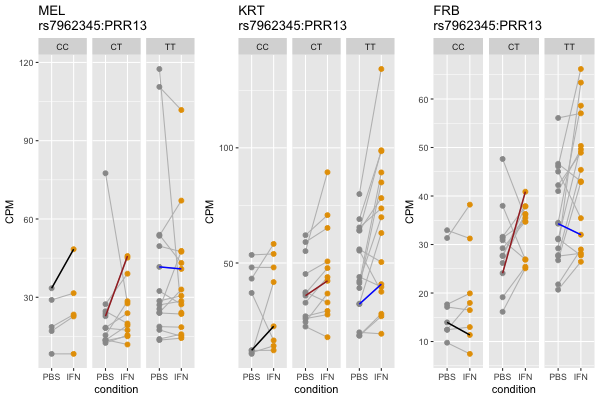 MEL
rs7962345:PRR13
CC CT TT
120
90
60
30
CPM
PBS IFN PBS IFN PBS IFN
condition
KRT
rs7962345:PRR13
CC CT TT
100
50
CPM
PBS IFN PBS IFN PBS IFN
condition
FRB
rs7962345:PRR13
CC CT TT
60
50
40
30
20
10
CPM
PBS IFN PBS IFN PBS IFN
condition